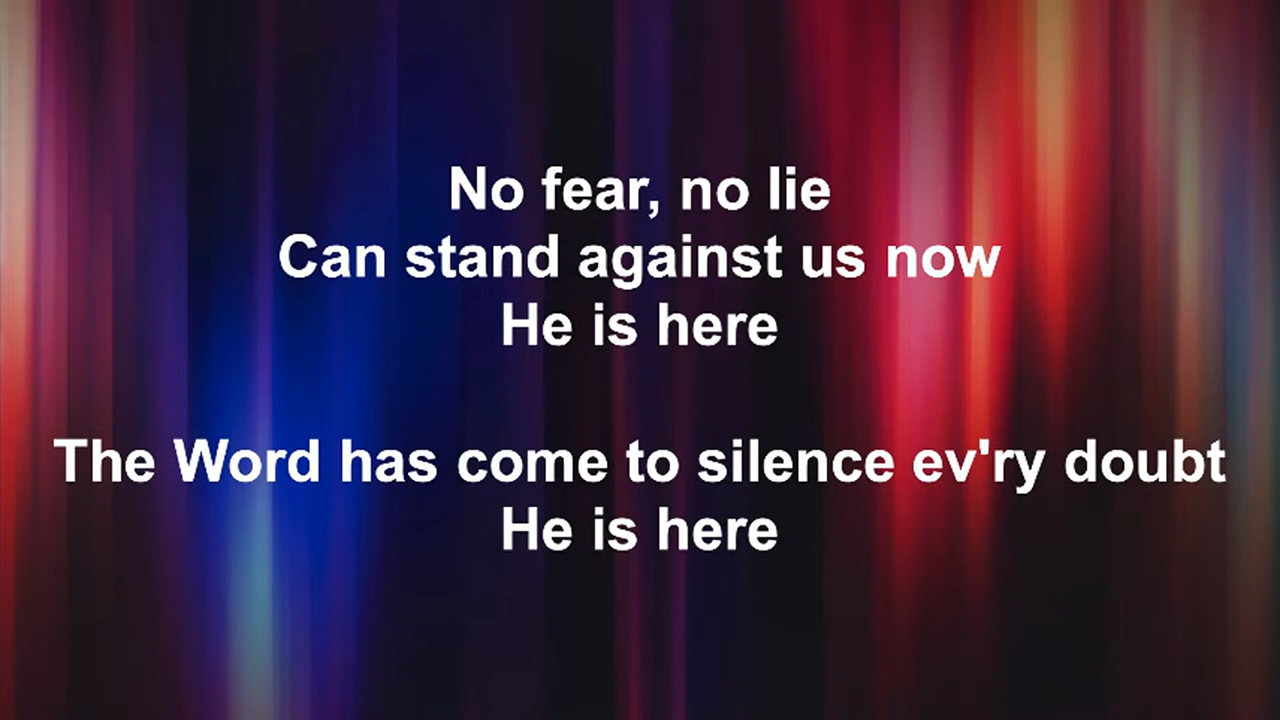 No fear, no lie
Can stand against us now
He is here
The Word has come to silence ev'ry doubt
He is here